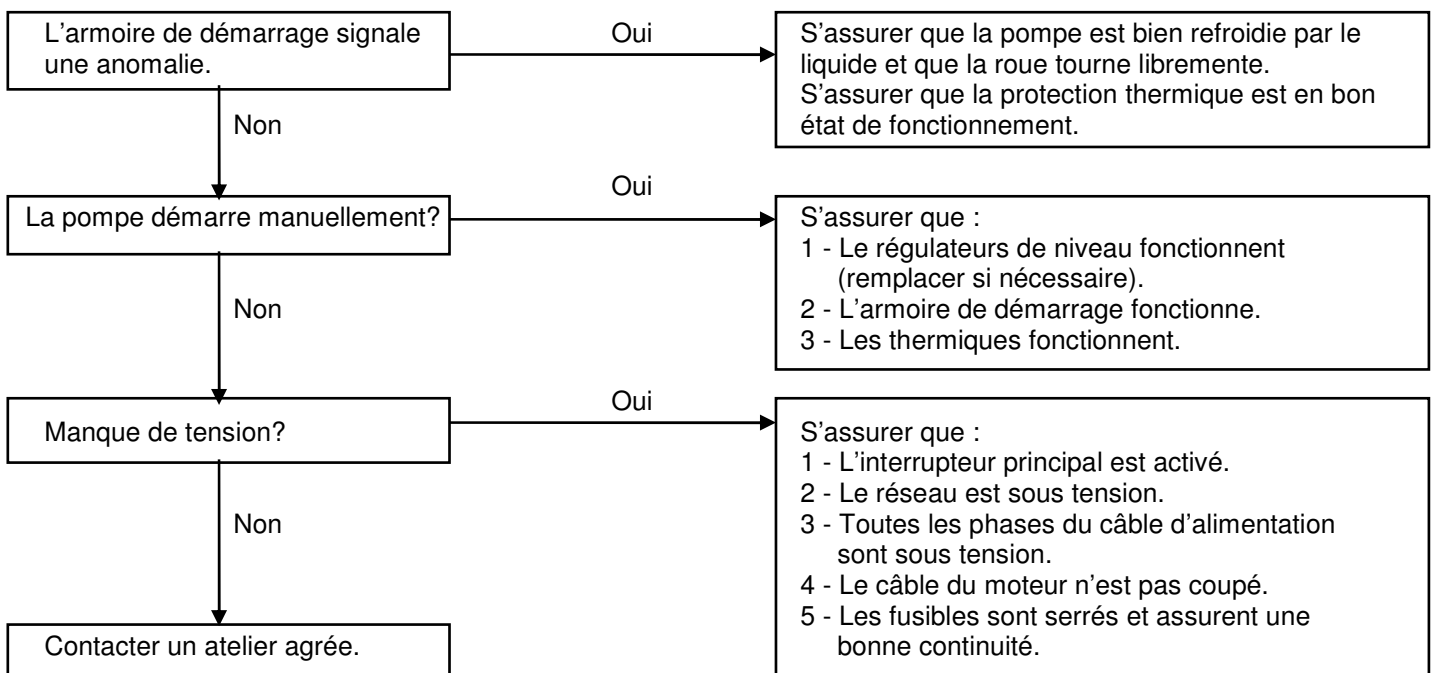 L'armoire de démarrage signale
une anomalie.
Oui
S'assurer que la pompe est bien refroidie par le
liquide et que la roue tourne libremente.
S'assurer que la protection thermique est en bon
état de fonctionnement.
Non
La pompe démarre manuellement?
Oui
S'assurer que :
1 - Le régulateurs de niveau fonctionnent
(remplacer si nécessaire).
2 - L'armoire de démarrage fonctionne.
3 - Les thermiques fonctionnent.
Non
Manque de tension?
Oui
S'assurer que :
1 - L'interrupteur principal est activé.
2 - Le réseau est sous tension.
3 - Toutes les phases du câble d'alimentation
sont sous tension.
4 - Le câble du moteur n'est pas coupé.
5 - Les fusibles sont serrés et assurent une
bonne continuité.
Non
Contacter un atelier agrée.